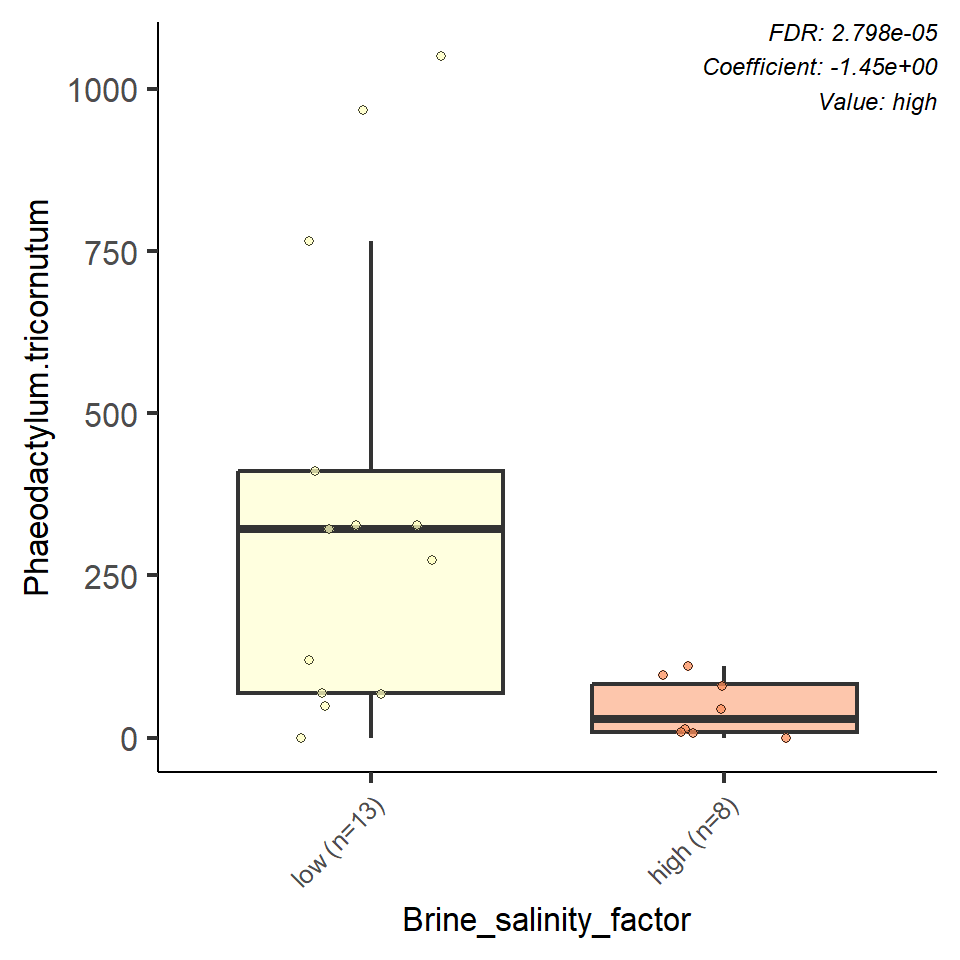 FDR: 2.798e-05
Coefficient: -1.45e+00
Value: high
Phaeodactylum.tricornutum
1000
750
500
250
0
low (n=13)
high (n=8)
Brine_salinity_factor